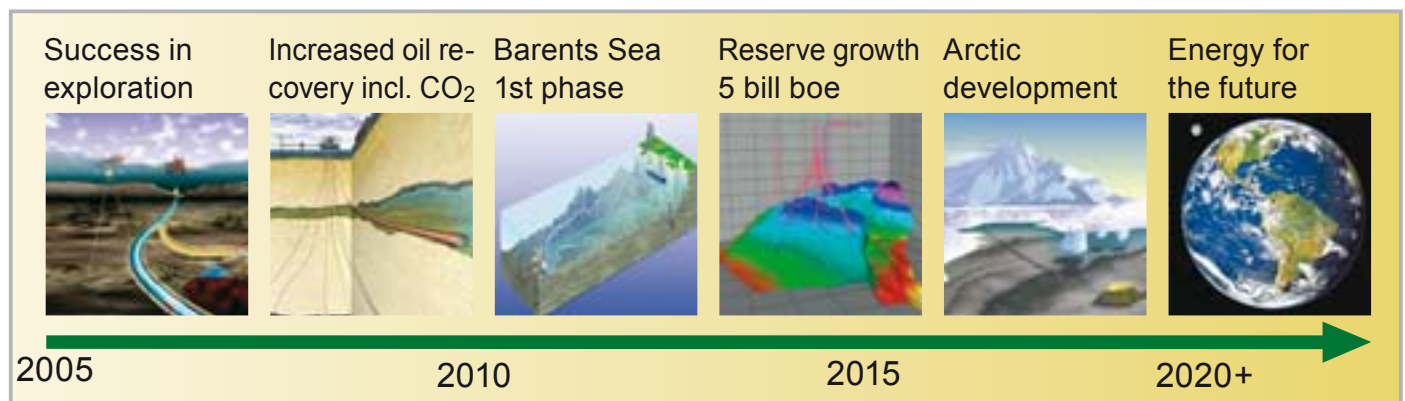 Success in
exploration
Increased oil re-
covery incl. CO₂
Barents Sea
1st phase
Reserve growth
5 bill boe
Arctic
development
Energy for
the future
2005
2010
2015
2020+